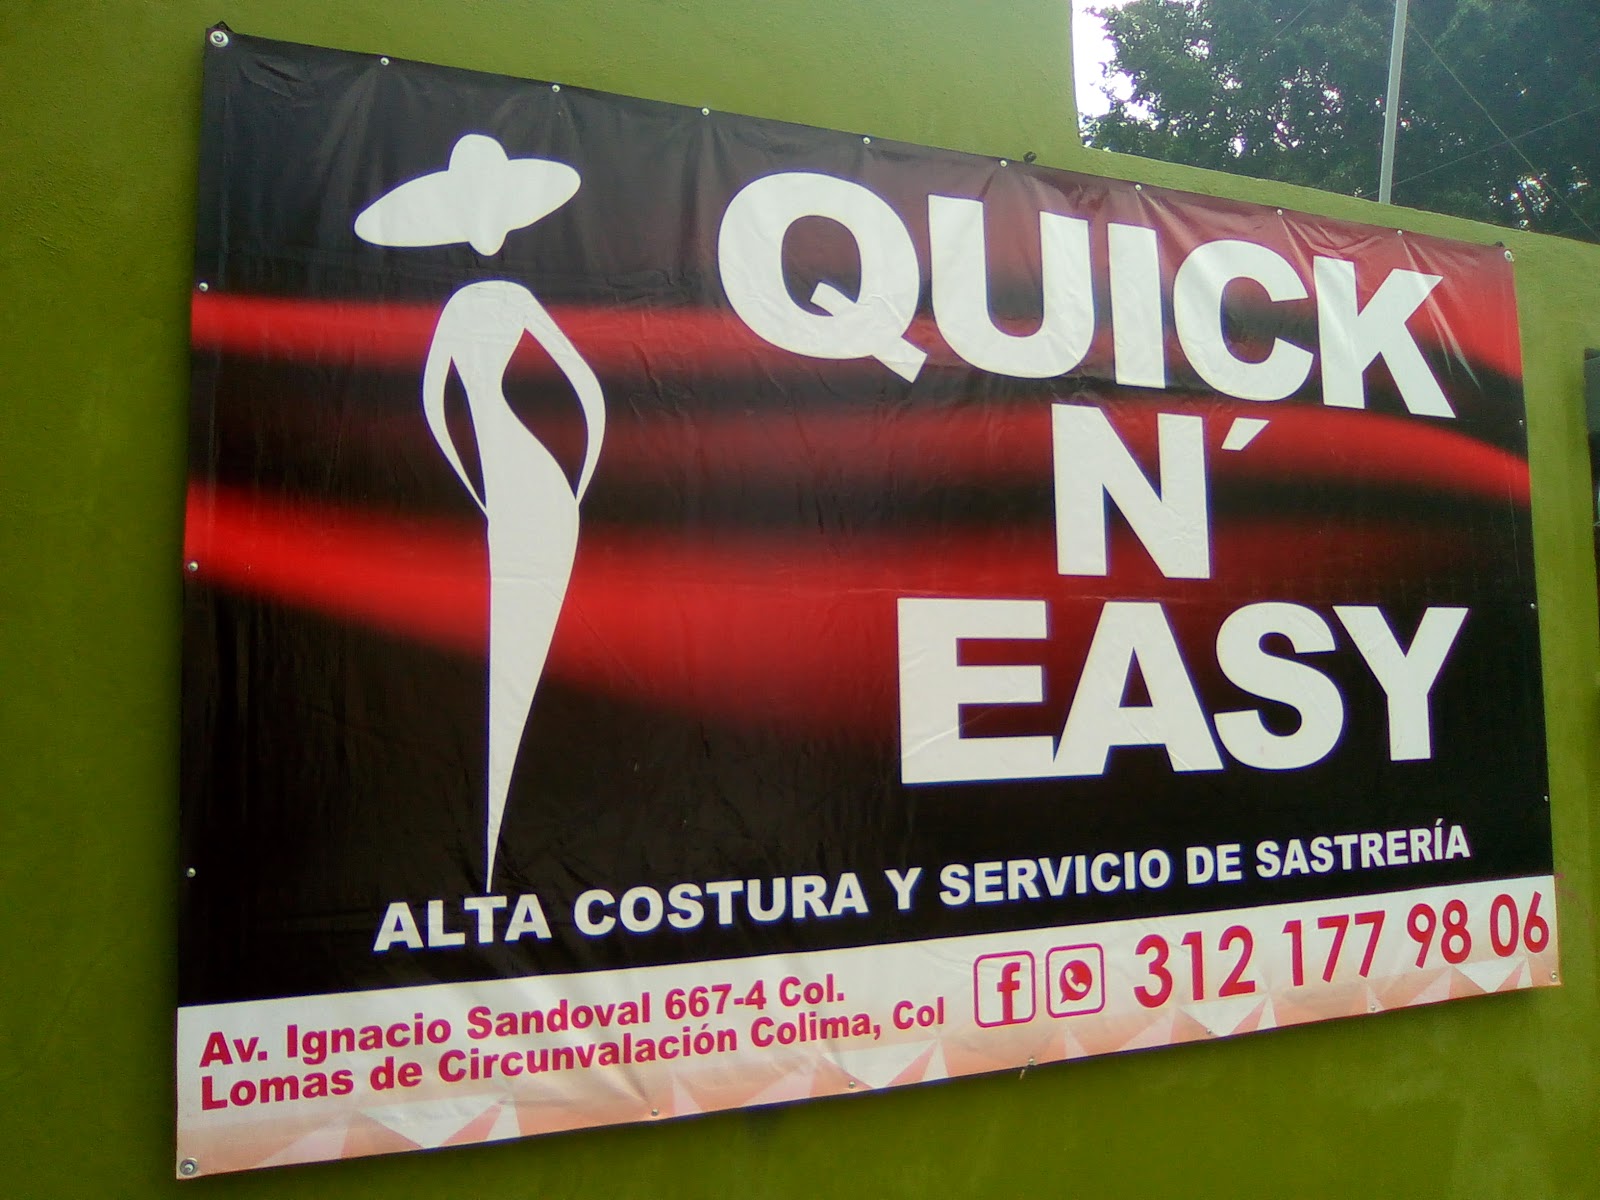 QUICK
N´
EASY
ALTA COSTURA Y SERVICIO DE SASTRERÍA
Av. Ignacio Sandoval 667-4 Col.
Lomas de Circunvalación Colima, Col
f 312 177 98 06